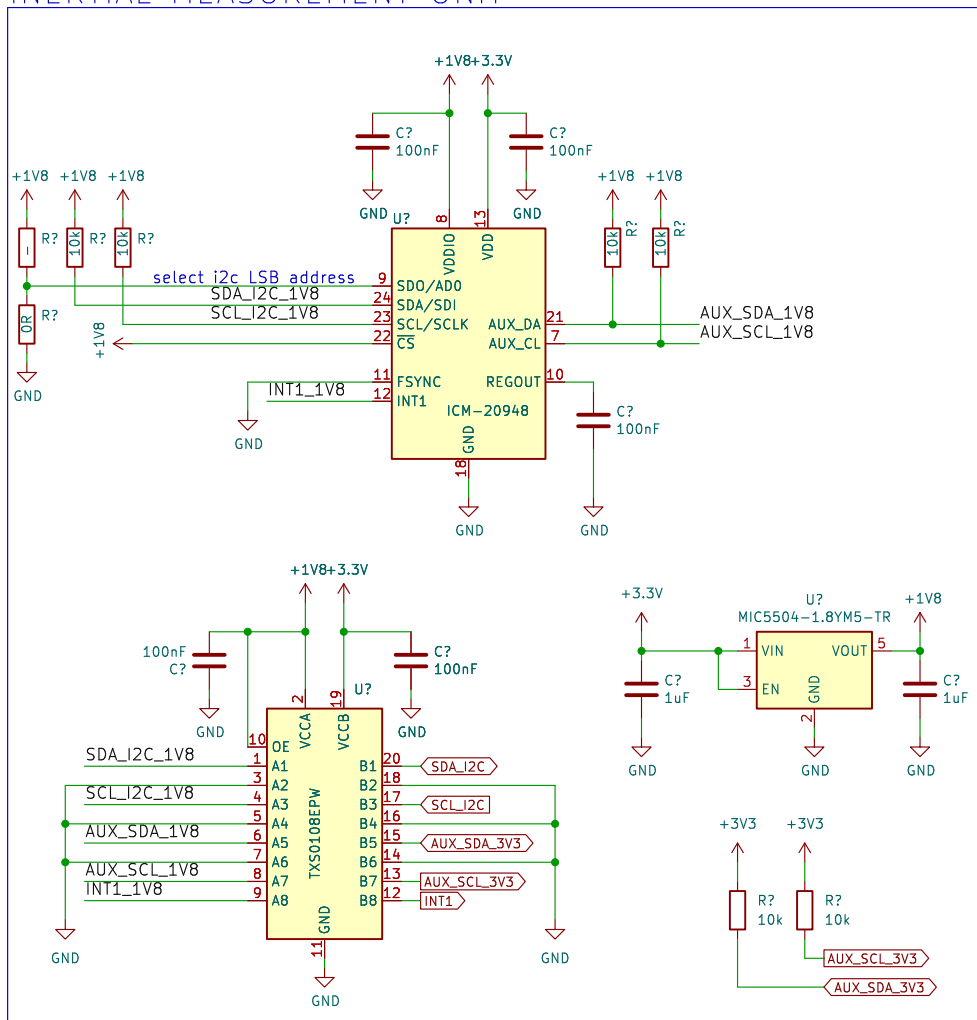 INERTIAL MEASUREMENT UNIT
+1V8 +3.3V
C?
100nF
C?
100nF
GND
GND
+1V8 +1V8 +1V8
+1V8 +1V8
R?
-
R?
10k
R?
10k
R?
0R
GND
+1V8
select i2c LSB address
SDA_I2C_1V8
SCL_I2C_1V8
INT1_1V8
GND
U?
8
VDDIO
13
VDD
9 SDO/AD0
24 SDA/SDI
23 SCL/SCLK
22 CS
11 FSYNC
12 INT1
AUX_DA 21
AUX_CL 7
REGOUT 10
ICM-20948
GND
18
GND
10k
R?
10k
R?
AUX_SDA_1V8
AUX_SCL_1V8
C?
100nF
GND
+1V8 +3.3V
100nF
C?
GND
C?
100nF
GND
U?
2
VCCA
19
VCCB
10 OE
SDA_I2C_1V8 1 A1
3 A2
SCL_I2C_1V8 4 A3
5 A4
AUX_SDA_1V8 6 A5
7 A6
AUX_SCL_1V8 8 A7
INT1_1V8 9 A8
B1 20 SDA_I2C
B2 18
B3 17 SCL_I2C
B4 16
B5 15 AUX_SDA_3V3
B6 14
B7 13 AUX_SCL_3V3
B8 12 INT1
TXS0108EPW
GND
11
GND
GND
GND
+3.3V
U?
MIC5504-1.8YM5-TR
+1V8
1 VIN
VOUT 5
3 EN
GND
2
C?
1uF
C?
1uF
GND
GND
GND
+3V3 +3V3
R?
10k
R?
10k
AUX_SCL_3V3
AUX_SDA_3V3